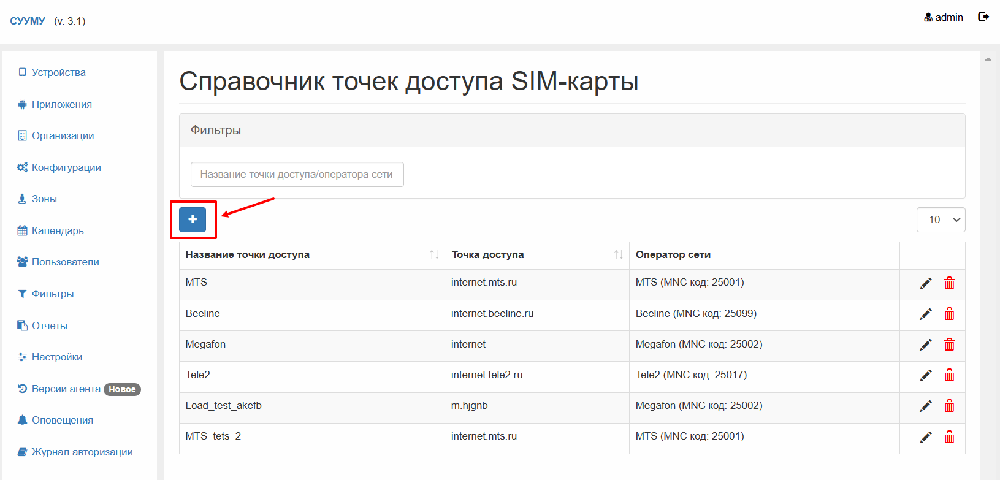 СУУМУ (v. 3.1)
admin
Устройства
Приложения
Организации
Конфигурации
Зоны
Календарь
Пользователи
Фильтры
Отчеты
Настройки
Версии агента Новое
Оповещения
Журнал авторизации
Справочник точек доступа SIM-карты
Фильтры
Название точки доступа/оператора сети
10
Название точки доступа Точка доступа Оператор сети
MTS internet.mts.ru MTS (MNC код: 25001)
Beeline internet.beeline.ru Beeline (MNC код: 25099)
Megafon internet Megafon (MNC код: 25002)
Tele2 internet.tele2.ru Tele2 (MNC код: 25017)
Load_test_akefb m.hjgnb Megafon (MNC код: 25002)
MTS_tets_2 internet.mts.ru MTS (MNC код: 25001)